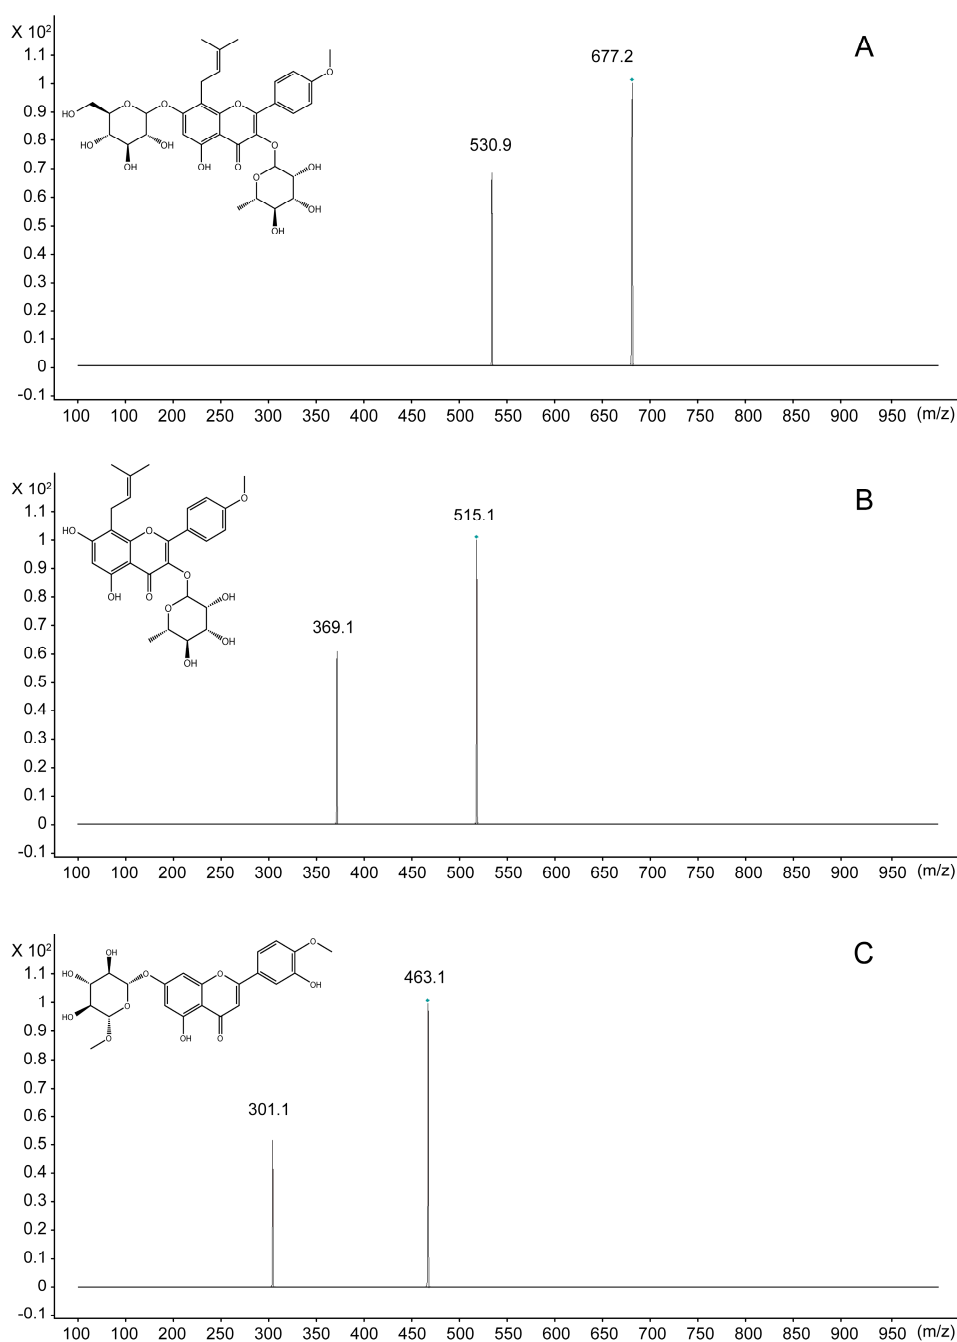 A
X 10²
1.1
1
0.9
0.8
0.7
0.6
0.5
0.4
0.3
0.2
0.1
0
-0.1
677.2
530.9
HO
O
O
O
O
HO
OH
OH
OH
O
O
O
OH
OH
OH
100 100 200 250 300 350 400 450 500 550 600 650 700 750 800 850 900 950 (m/z)
B
X 10²
1.1
1
0.9
0.8
0.7
0.6
0.5
0.4
0.3
0.2
0.1
0
-0.1
515.1
369.1
O
HO
O
O
OH
O
O
OH
OH
OH
100 100 200 250 300 350 400 450 500 550 600 650 700 750 800 850 900 950 (m/z)
C
X 10²
1.1
1
0.9
0.8
0.7
0.6
0.5
0.4
0.3
0.2
0.1
0
-0.1
463.1
301.1
O
OH
HO
O
O
OH
O
HO
O
OH
O
100 100 200 250 300 350 400 450 500 550 600 650 700 750 800 850 900 950 (m/z)